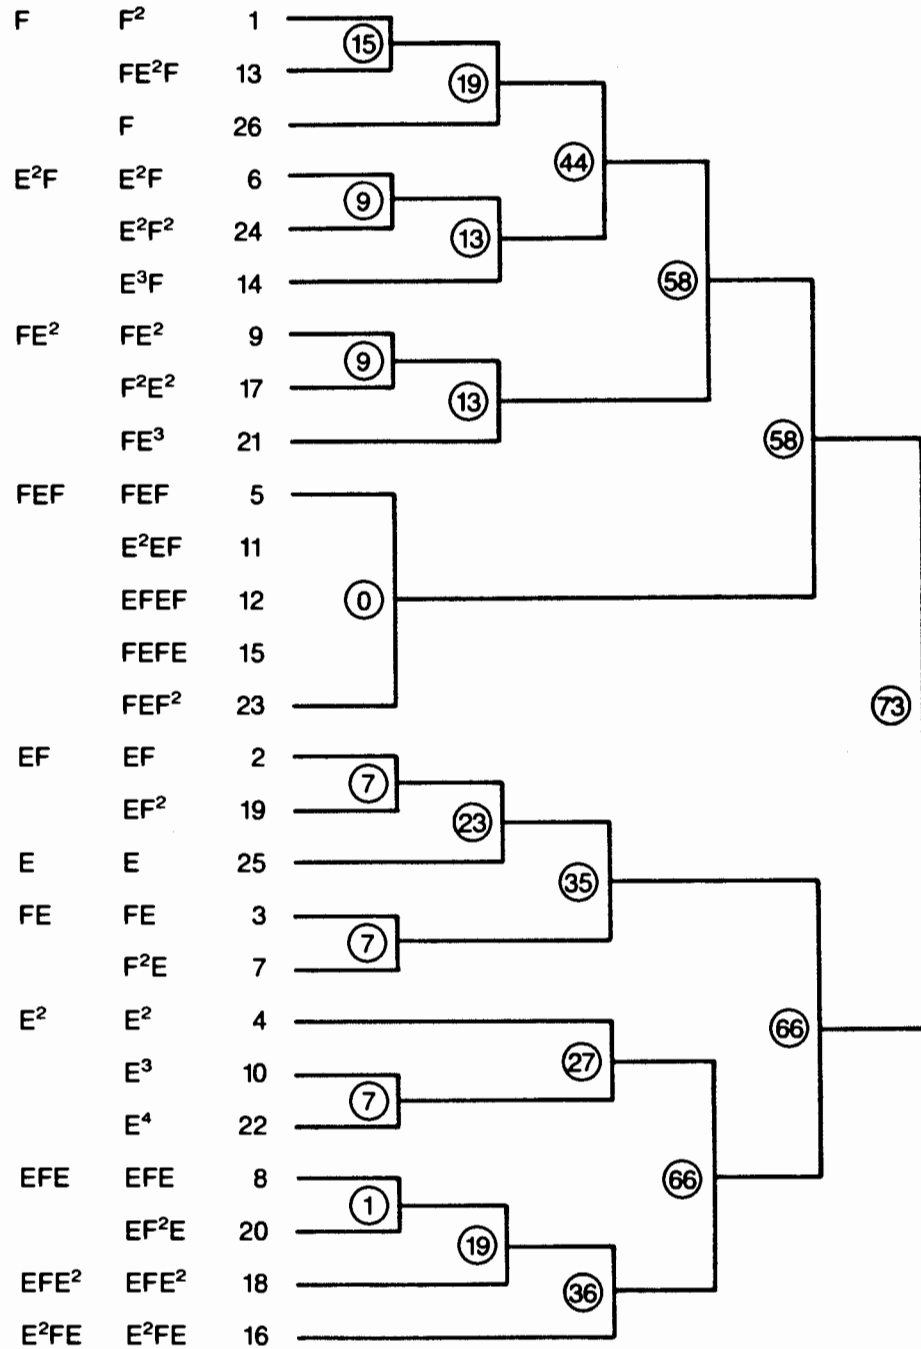 F F² 1
15
FE²F 13
19
F 26
44
E²F E²F 6
9
E²F² 24
13
E³F 14
58
FE² FE² 9
9
F²E² 17
13
FE³ 21
58
FEF FEF 5
E²EF 11
EFEF 12
0
FEFE 15
FEF² 23
73
EF EF 2
7
EF² 19
23
E E 25
35
FE FE 3
7
F²E 7
E² E² 4
66
27
E³ 10
7
E⁴ 22
EFE EFE 8
66
1
EF²E 20
19
EFE² EFE² 18
36
E²FE E²FE 16